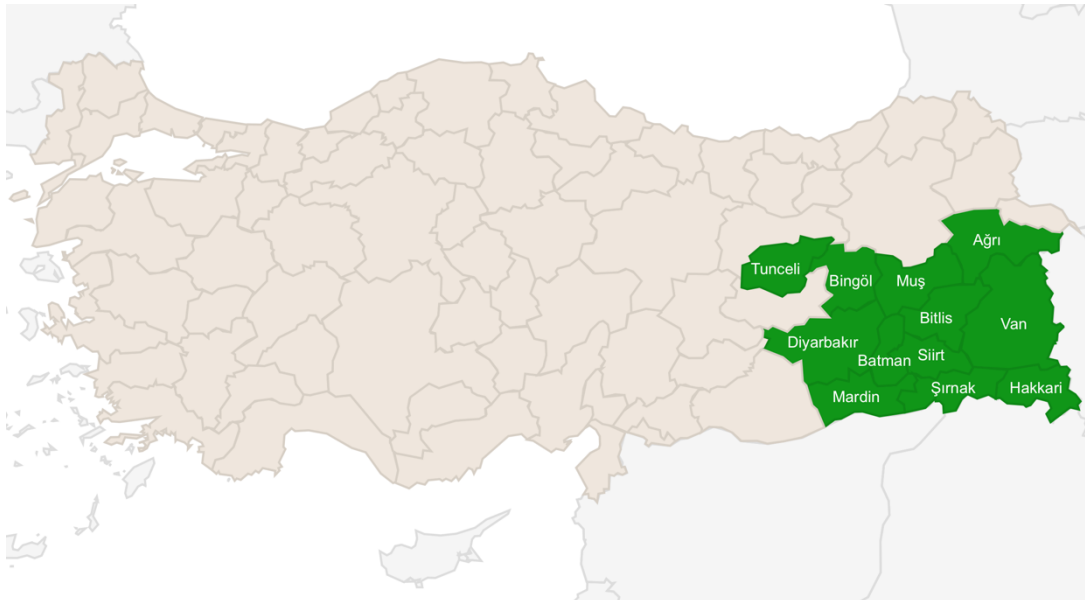 Ağrı
Tunceli
Bingöl
Muş
Bitlis
Van
Diyarbakır
Batman
Siirt
Mardin
Şırnak
Hakkari